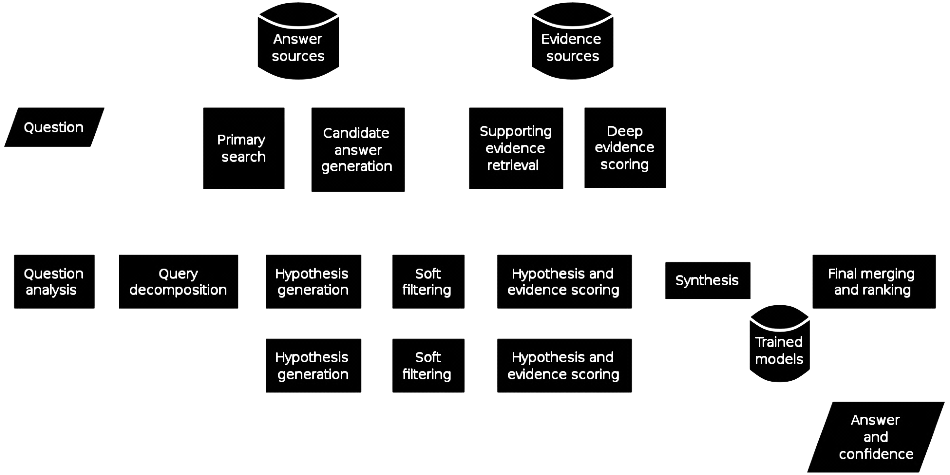 Answer
sources
Evidence
sources
Question
Primary
search
Candidate
answer
generation
Supporting
evidence
retrieval
Deep
evidence
scoring
Question
analysis
Query
decomposition
Hypothesis
generation
Soft
filtering
Hypothesis and
evidence scoring
Synthesis
Final merging
and ranking
Trained
models
Hypothesis
generation
Soft
filtering
Hypothesis and
evidence scoring
Answer
and
confidence